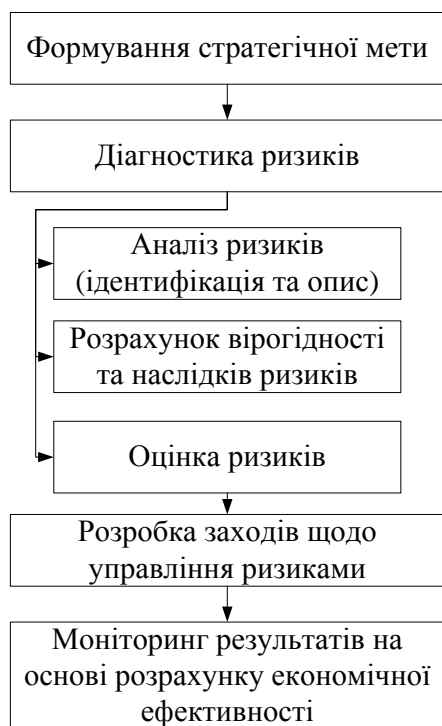 Формування стратегічної мети
Діагностика ризиків
Аналіз ризиків
(ідентифікація та опис)
Розрахунок вірогідності
та наслідків ризиків
Оцінка ризиків
Розробка заходів щодо
управління ризиками
Моніторинг результатів на
основі розрахунку економічної
ефективності